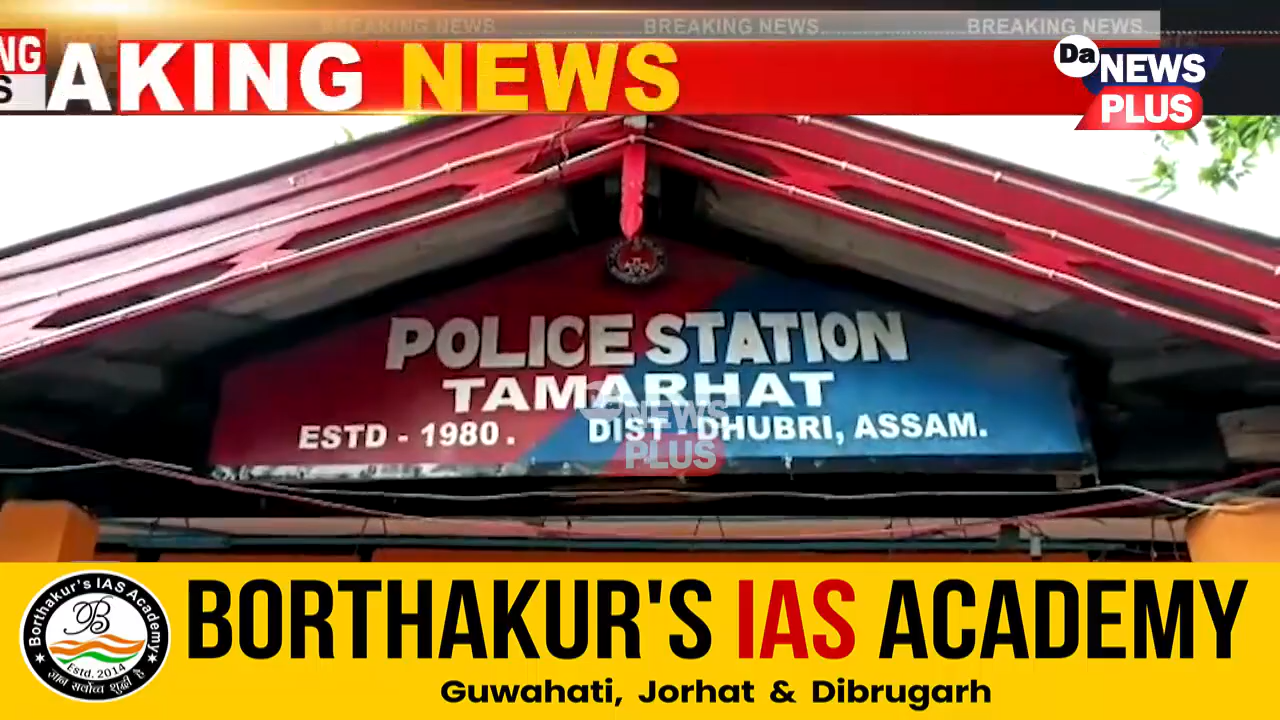 BREAKING NEWS BREAKING NEWS BREAKING NEWS
NG
S
AKING NEWS
Da
NEWS
PLUS
POLICE STATION
TAMARHAT
ESTD - 1980. DIST - DHUBRI, ASSAM.
NEWS
PLUS
Borthakur's IAS Academy
B
Estd. 2014
ज्ञान सर्वोच्च शुद्धी है
BORTHAKUR'S IAS ACADEMY
Guwahati, Jorhat & Dibrugarh